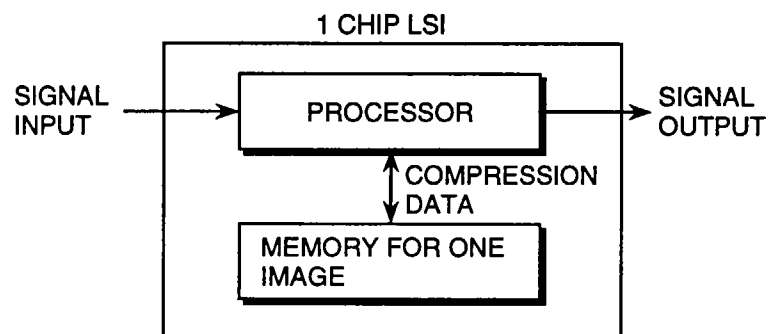 1 CHIP LSI
SIGNAL
INPUT
PROCESSOR
SIGNAL
OUTPUT
COMPRESSION
DATA
MEMORY FOR ONE
IMAGE